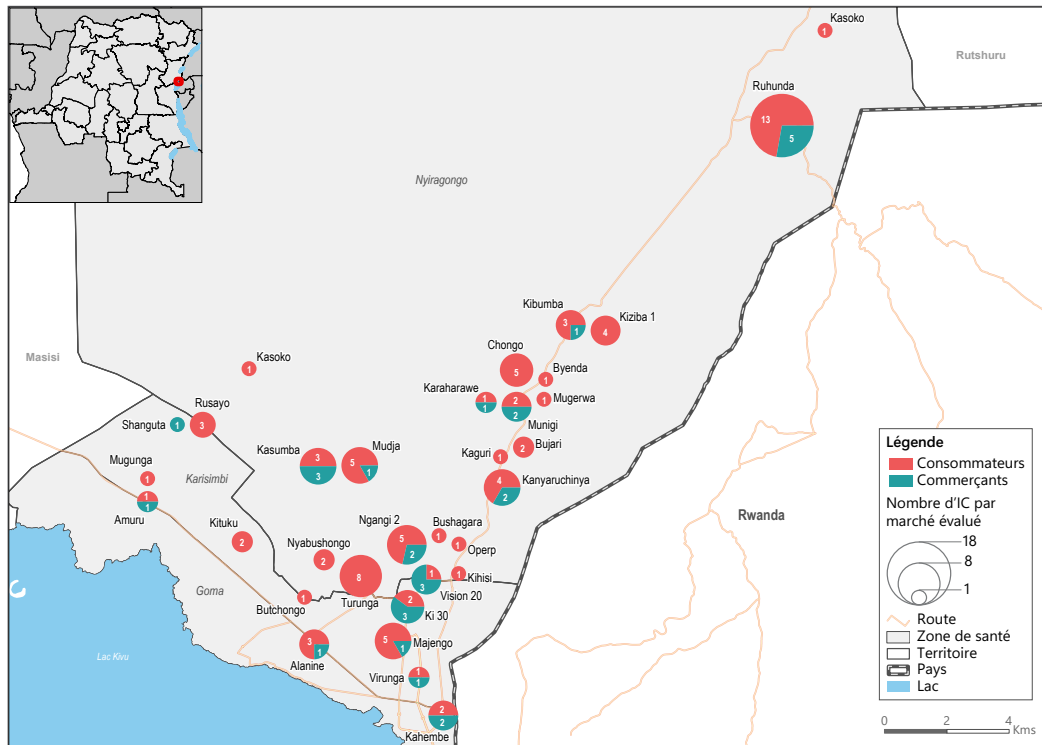 Kasoko
1
Rutshuru
Ruhunda
13
5
Nyiragongo
Kibumba
3
1
Kiziba 1
4
Masisi
Kasoko
1
Chongo
5
Byenda
1
Karaharawe
1
1
2
2
Mugerwa
1
Munigi
Rusayo
3
Shanguta
1
Kasumba
3
3
Mudja
5
1
Bujari
2
Kaguri
1
Mugunga
1
Karisimbi
Kanyaruchinya
4
2
1
1
Amuru
Kituku
2
Ngangi 2
5
2
Bushagara
1
Operp
1
Rwanda
Nyabushongo
2
8
Turunga
1
3
Vision 20
1
Kihisi
Goma
Butchongo
1
2
3
Ki 30
5
1
Majengo
3
1
Alanine
Lac Kivu
Virunga
1
1
2
2
Kahembe
Légende
Consommateurs
Commerçants
Nombre d'IC par
marché évalué
18
8
1
Route
Zone de santé
Territoire
Pays
Lac
0 2 4
Kms